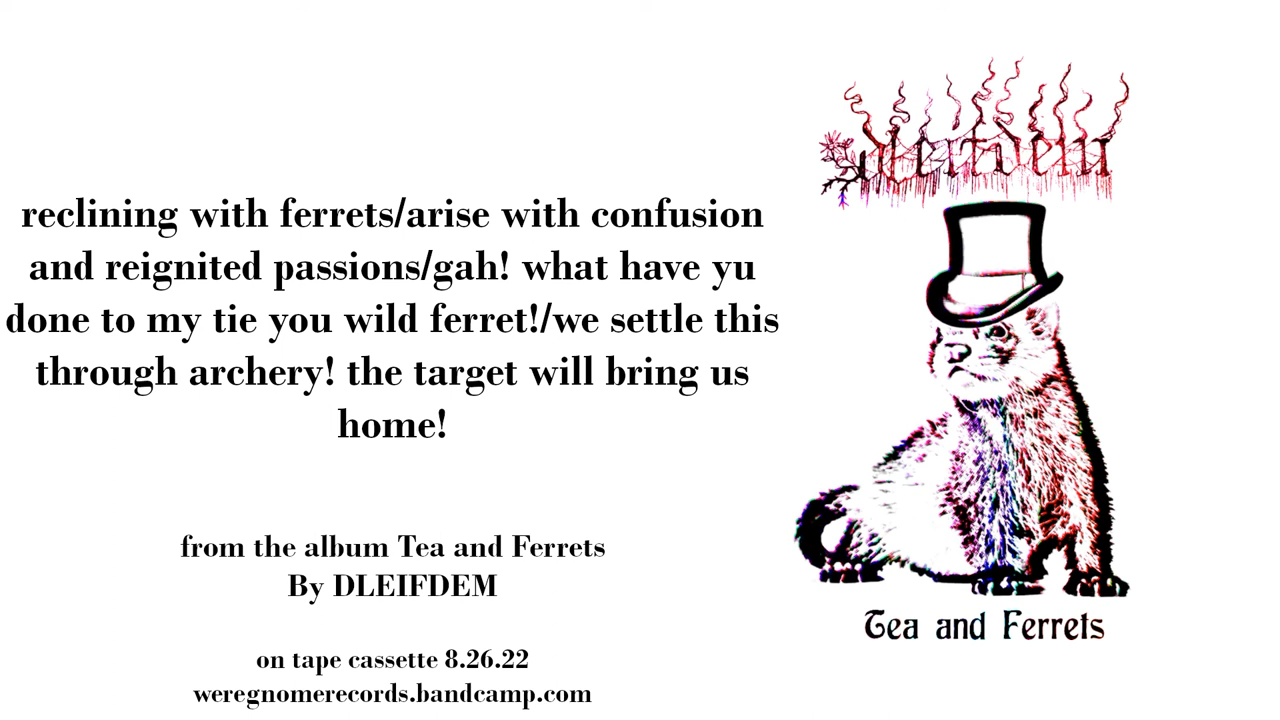 reclining with ferrets/arise with confusion
and reignited passions/gah! what have yu
done to my tie you wild ferret!/we settle this
through archery! the target will bring us
home!
from the album Tea and Ferrets
By DLEIFDEM
on tape cassette 8.26.22
weregnomerecords.bandcamp.com
dleifdem
Tea and Ferrets